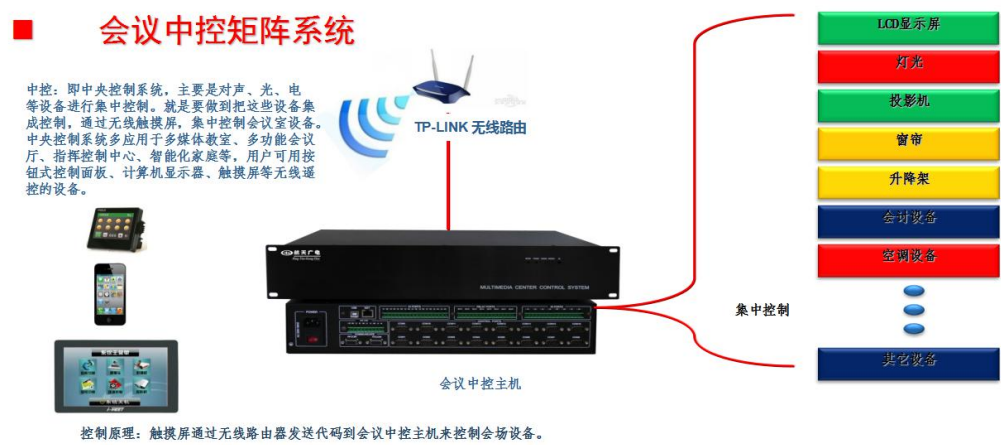 会议中控矩阵系统
中控：即中央控制系统，主要是对声、光、电
等设备进行集中控制。就是要做到把这些设备集
成控制，通过无线触摸屏，集中控制会议室设备。
中央控制系统多应用于多媒体教室、多功能会议
厅、指挥控制中心、智能化家庭等，用户可用按
钮式控制面板、计算机显示器、触摸屏等无线遥
控的设备。
TP-LINK 无线路由
MULTIMEDIA CENTER CONTROL SYSTEM
POWER
会议中控主机
集中控制
LCD显示屏
灯光
投影机
窗帘
升降架
会计设备
空调设备
其它设备
控制原理：触摸屏通过无线路由器发送代码到会议中控主机来控制会场设备。